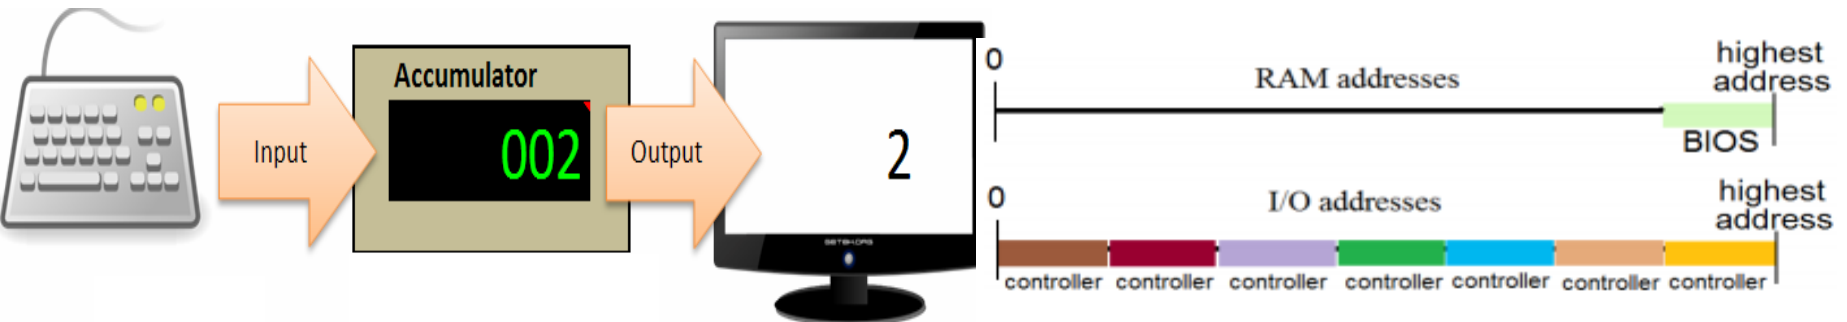 Input
Accumulator
002
Output
2
0
RAM addresses
highest
address
BIOS
0
I/O addresses
highest
address
controller controller controller controller controller controller controller